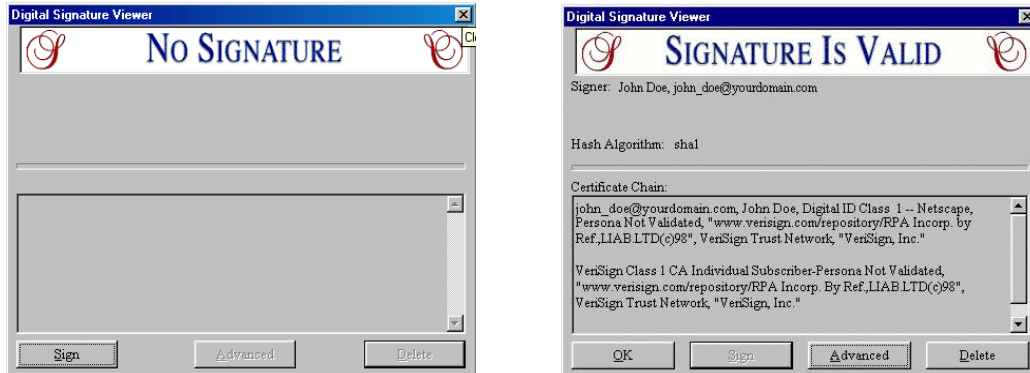 Digital Signature Viewer
NO SIGNATURE
Sign
Advanced
Delete
Digital Signature Viewer
SIGNATURE IS VALID
Signer: John Doe, john_doe@yourdomain.com
Hash Algorithm: sha1
Certificate Chain:
john_doe@yourdomain.com, John Doe, Digital ID Class 1 -- Netscape,
Persona Not Validated, "www.verisign.com/repository/RPA Incorp. by
Ref.,LIAB.LTD(c)98", VeriSign Trust Network, "VeriSign, Inc."
VeriSign Class 1 CA Individual Subscriber-Persona Not Validated,
"www.verisign.com/repository/RPA Incorp. By Ref.,LIAB.LTD(c)98",
VeriSign Trust Network, "VeriSign, Inc."
OK
Sign
Advanced
Delete